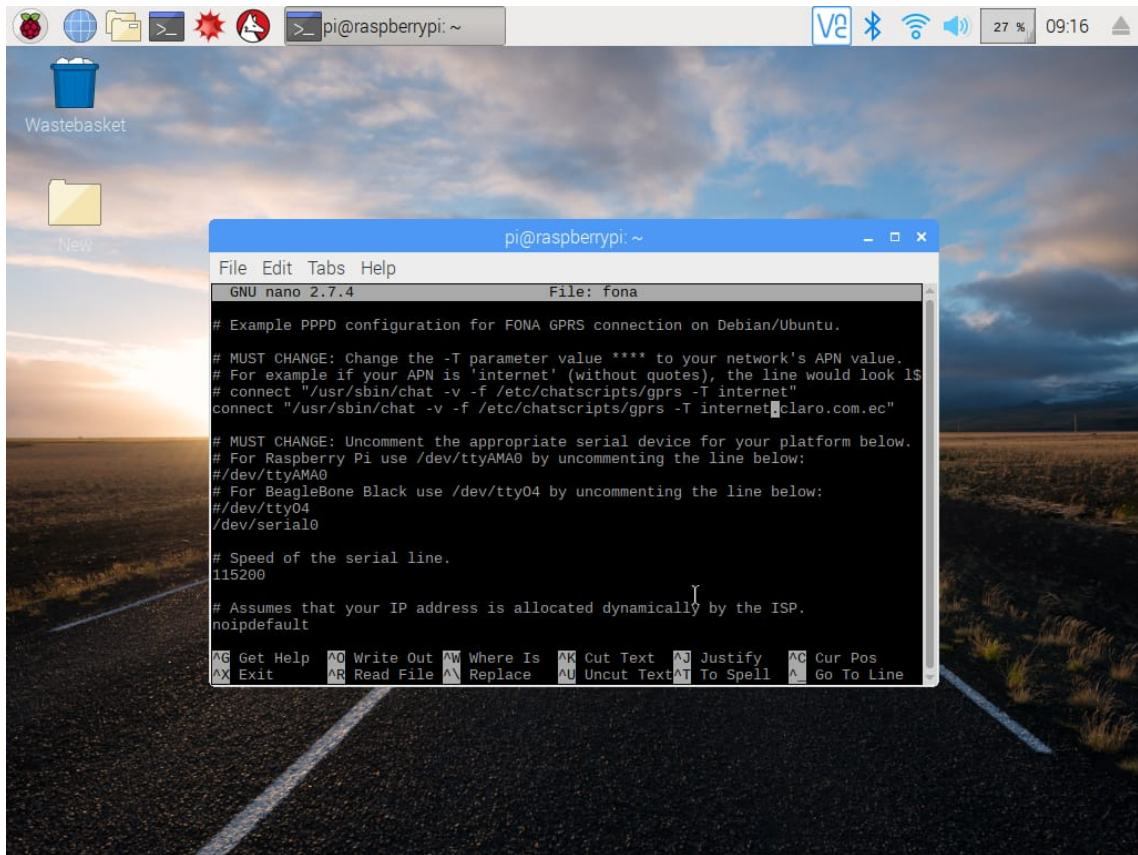 pi@raspberrypi: ~
VC
27 %
09:16
Wastebasket
New
pi@raspberrypi: ~
File Edit Tabs Help
GNU nano 2.7.4 File: fona
# Example PPPD configuration for FONA GPRS connection on Debian/Ubuntu.
# MUST CHANGE: Change the -T parameter value **** to your network's APN value.
# For example if your APN is 'internet' (without quotes), the line would look l$
# connect "/usr/sbin/chat -v -f /etc/chatscripts/gprs -T internet"
connect "/usr/sbin/chat -v -f /etc/chatscripts/gprs -T internet.claro.com.ec"
# MUST CHANGE: Uncomment the appropriate serial device for your platform below.
# For Raspberry Pi use /dev/ttyAMA0 by uncommenting the line below:
#/dev/ttyAMA0
# For BeagleBone Black use /dev/ttyO4 by uncommenting the line below:
#/dev/ttyO4
/dev/serial0
# Speed of the serial line.
115200
# Assumes that your IP address is allocated dynamically by the ISP.
noipdefault
^G Get Help ^O Write Out ^W Where Is ^K Cut Text ^J Justify ^C Cur Pos
^X Exit ^R Read File ^\ Replace ^U Uncut Text ^T To Spell ^_ Go To Line